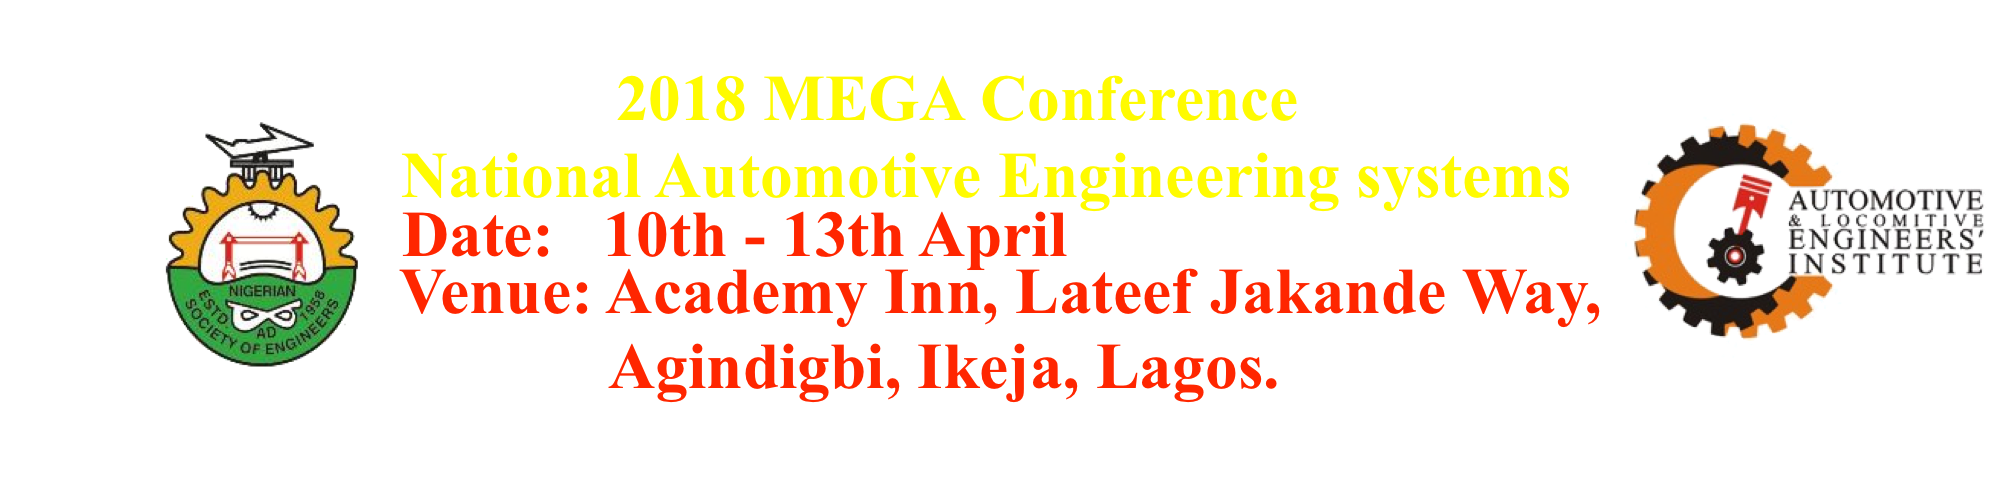 2018 MEGA Conference
National Automotive Engineering systems
Date: 10th - 13th April
Venue: Academy Inn, Lateef Jakande Way,
Agindigbi, Ikeja, Lagos.
NIGERIAN
SOCIETY OF ENGINEERS
ESTD AD 1958
AUTOMOTIVE
& LOCOMITIVE
ENGINEERS'
INSTITUTE